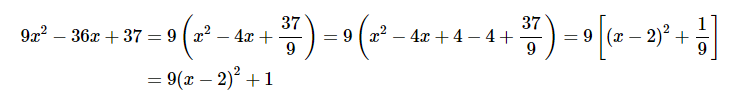 9x² − 36x + 37 = 9(x² − 4x + 37/9) = 9(x² − 4x + 4 − 4 + 37/9) = 9[(x − 2)² + 1/9]
= 9(x − 2)² + 1